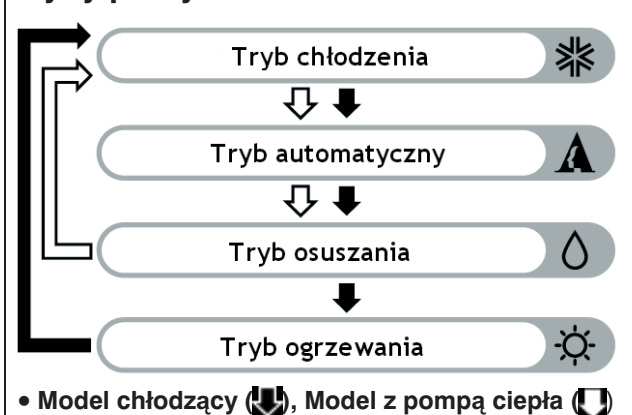 Tryb chłodzenia
Tryb automatyczny
Tryb osuszania
Tryb ogrzewania
• Model chłodzący (), Model z pompą ciepła ()